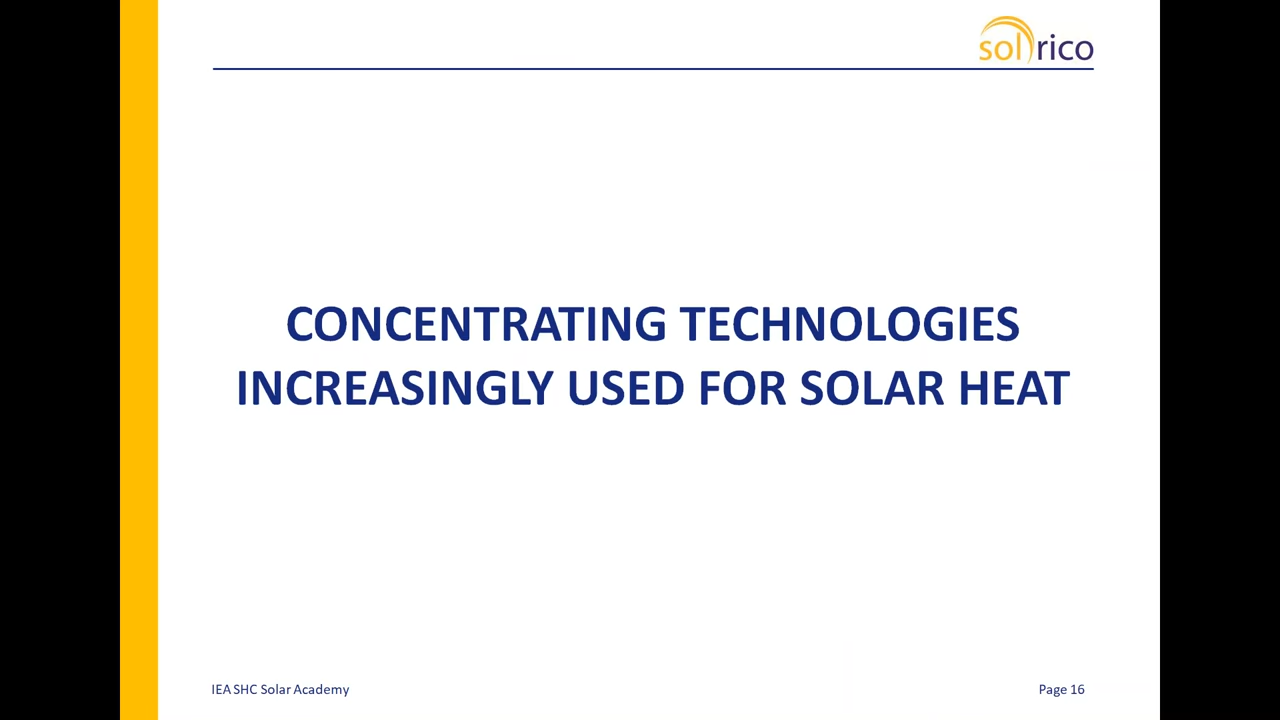 solrico
CONCENTRATING TECHNOLOGIES
INCREASINGLY USED FOR SOLAR HEAT
IEA SHC Solar Academy
Page 16